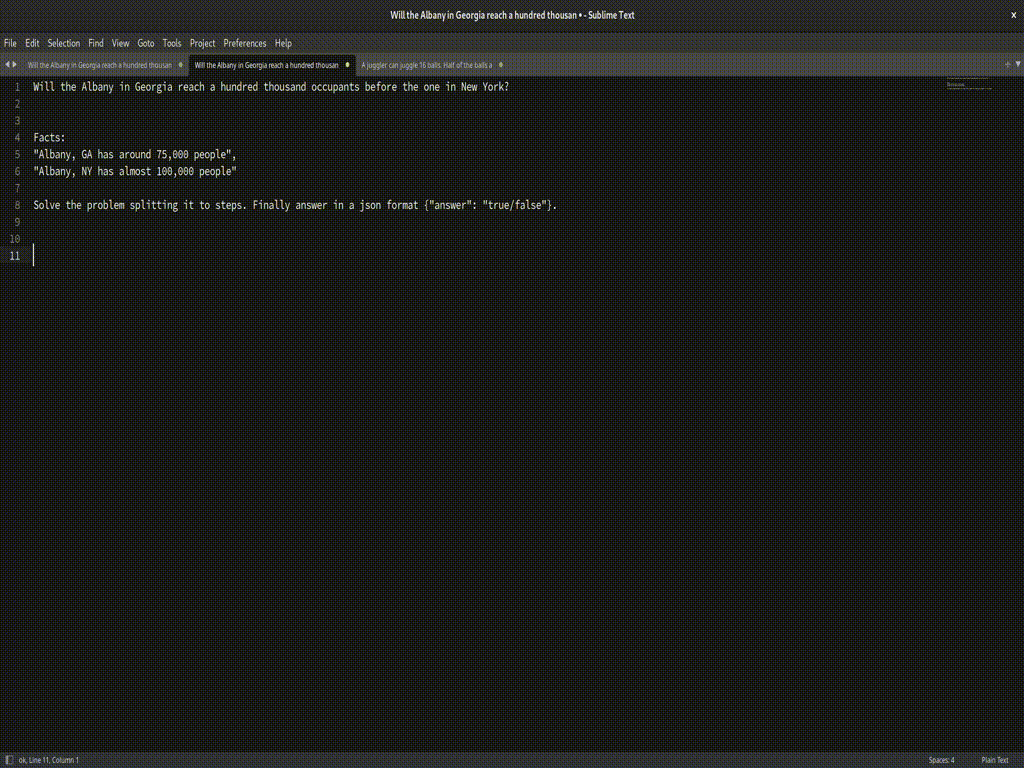 Will the Albany in Georgia reach a hundred thousan • - Sublime Text
x
File Edit Selection Find View Goto Tools Project Preferences Help
Will the Albany in Georgia reach a hundred thousan
Will the Albany in Georgia reach a hundred thousan
A juggler can juggle 16 balls. Half of the balls a
1 Will the Albany in Georgia reach a hundred thousand occupants before the one in New York?
2
3
4 Facts:
5 "Albany, GA has around 75,000 people",
6 "Albany, NY has almost 100,000 people"
7
8 Solve the problem splitting it to steps. Finally answer in a json format {"answer": "true/false"}.
9
10
11
ok, Line 11, Column 1
Spaces: 4
Plain Text